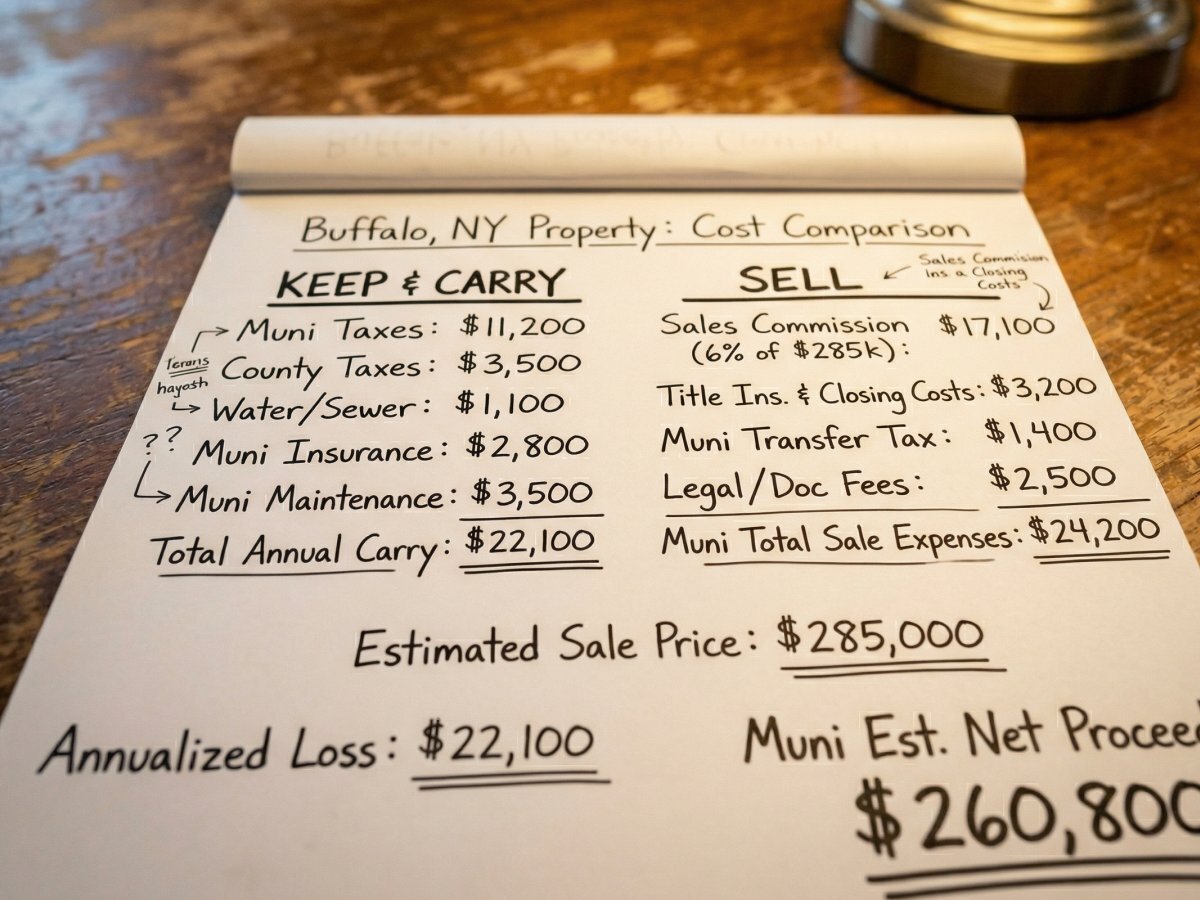 Buffalo, NY Property: Cost Comparison
KEEP & CARRY
Muni Taxes: $11,200
County Taxes: $3,500
Water/Sewer: $1,100
Muni Insurance: $2,800
Muni Maintenance: $3,500
Total Annual Carry: $22,100
??
SELL
Sales Commision
Ins a Closing
Costs
Sales Commission $17,100
(6% of $285k):
Title Ins. & Closing Costs: $3,200
Muni Transfer Tax: $1,400
Legal/Doc Fees: $2,500
Muni Total Sale Expenses: $24,200
Estimated Sale Price: $285,000
Annualized Loss: $22,100
Muni Est. Net Proceed
$260,800